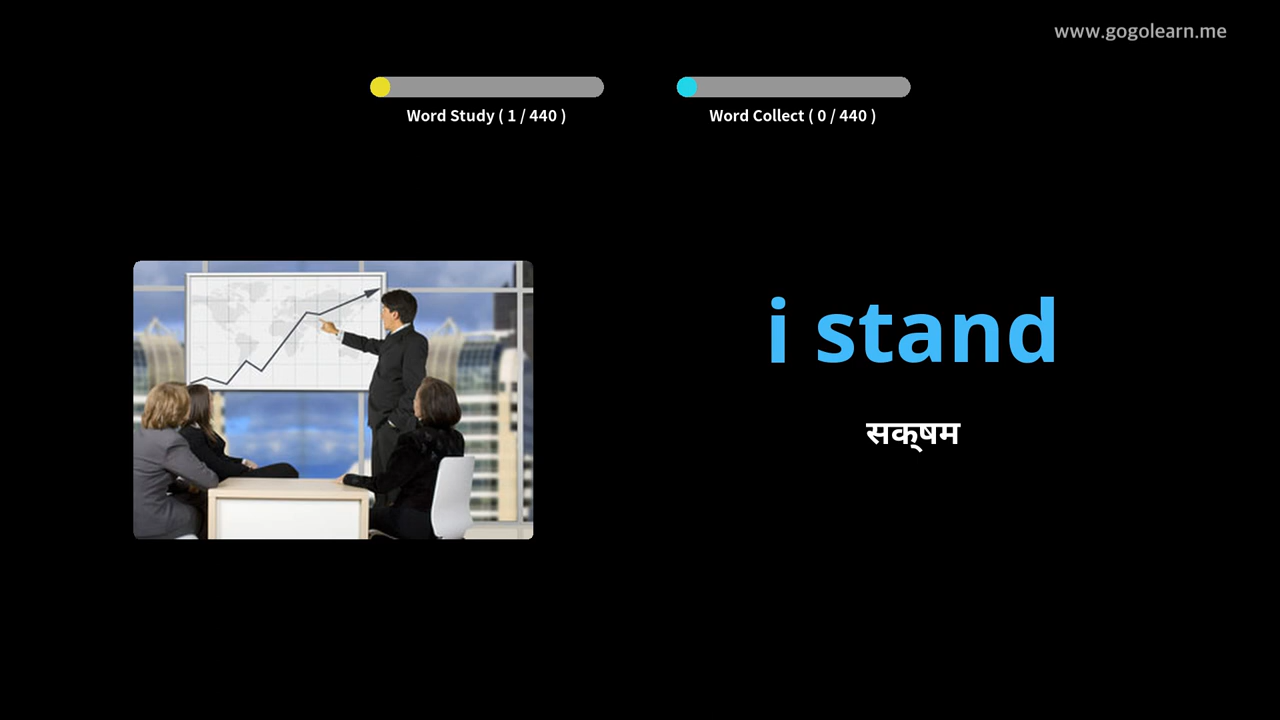 www.gogolearn.me
Word Study ( 1 / 440 )
Word Collect ( 0 / 440 )
i stand
सक्षम